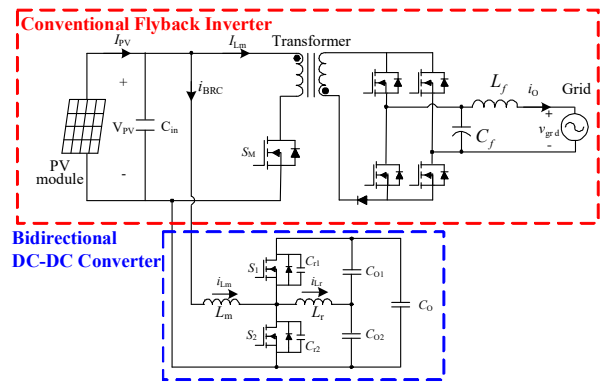 Conventional Flyback Inverter
I_PV
I_Lm
Transformer
i_BRC
L_f
i_O
Grid
+
V_PV
C_in
-
S_M
PV
module
C_f
+
v_grd
-
Bidirectional
DC-DC Converter
S_1
C_r1
i_Lm
i_Lr
C_O1
L_m
L_r
C_O
S_2
C_r2
C_O2